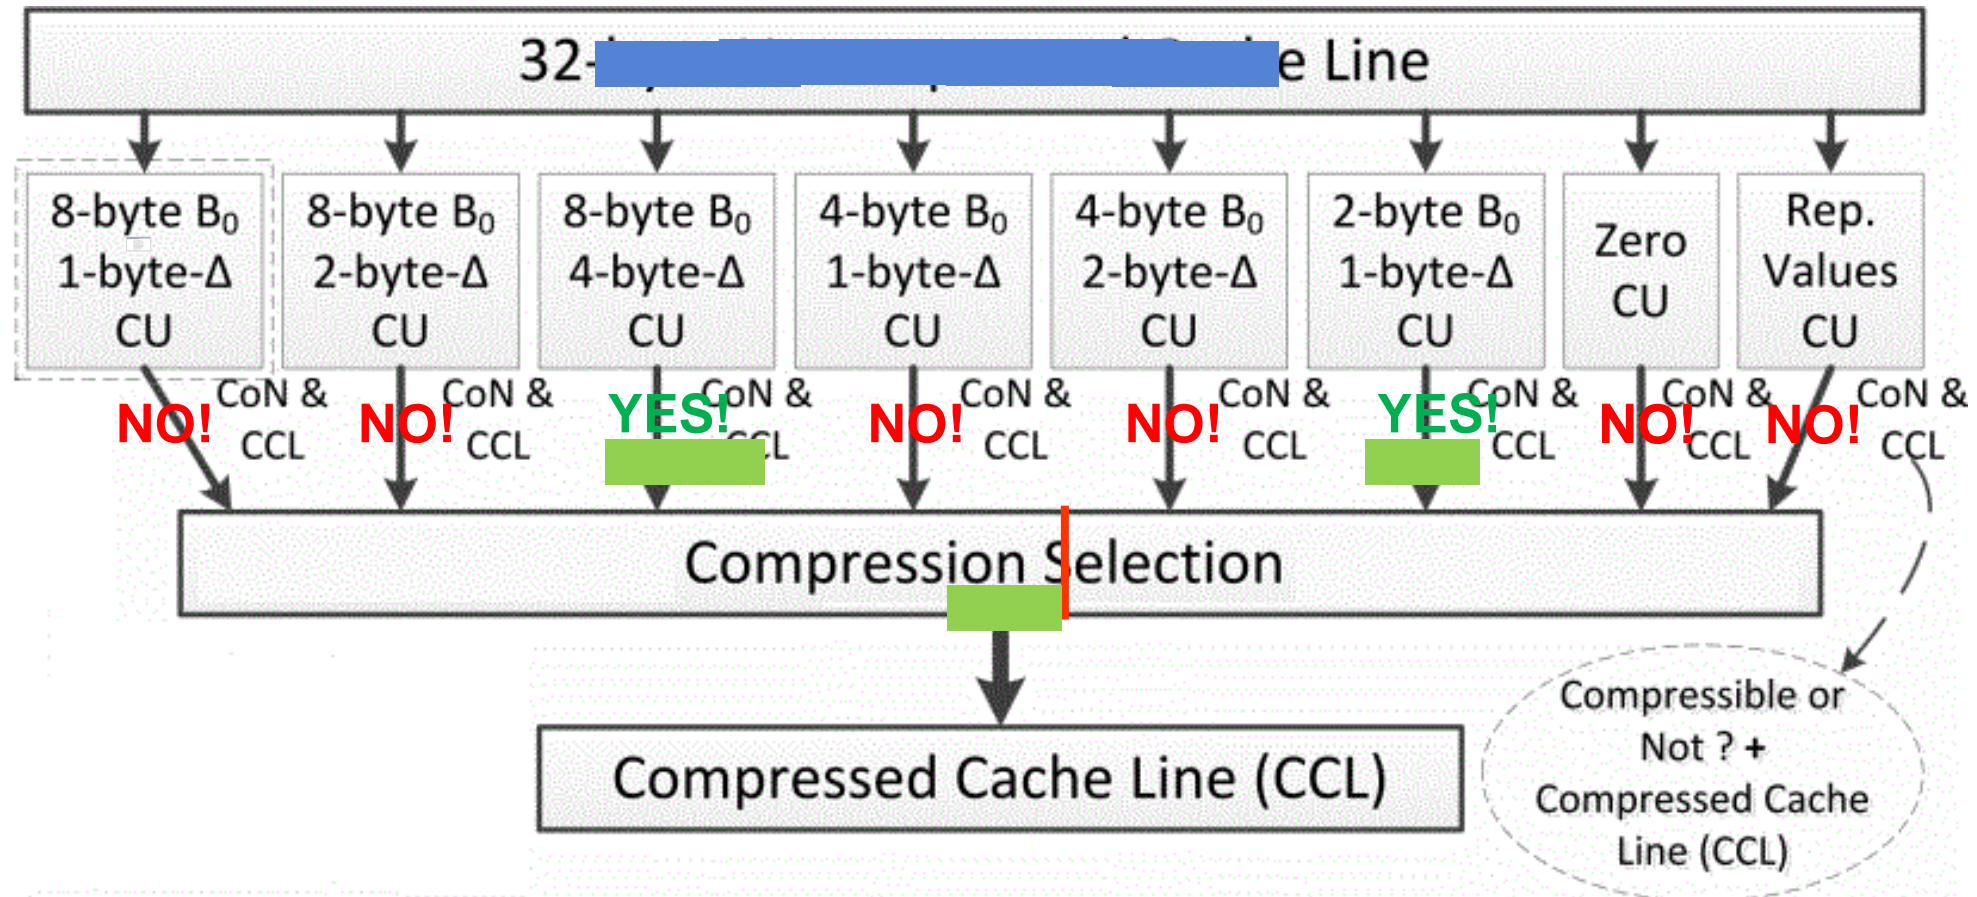 32- e Line
8-byte B₀
1-byte-Δ
CU
8-byte B₀
2-byte-Δ
CU
8-byte B₀
4-byte-Δ
CU
4-byte B₀
1-byte-Δ
CU
4-byte B₀
2-byte-Δ
CU
2-byte B₀
1-byte-Δ
CU
Zero
CU
Rep.
Values
CU
NO!
CoN &
CCL
NO!
CoN &
CCL
YES!
CoN &
CCL
NO!
CoN &
CCL
NO!
CoN &
CCL
YES!
CoN &
CCL
NO!
CoN &
CCL
NO!
CoN &
CCL
Compression Selection
Compressed Cache Line (CCL)
Compressible or
Not ? +
Compressed Cache
Line (CCL)